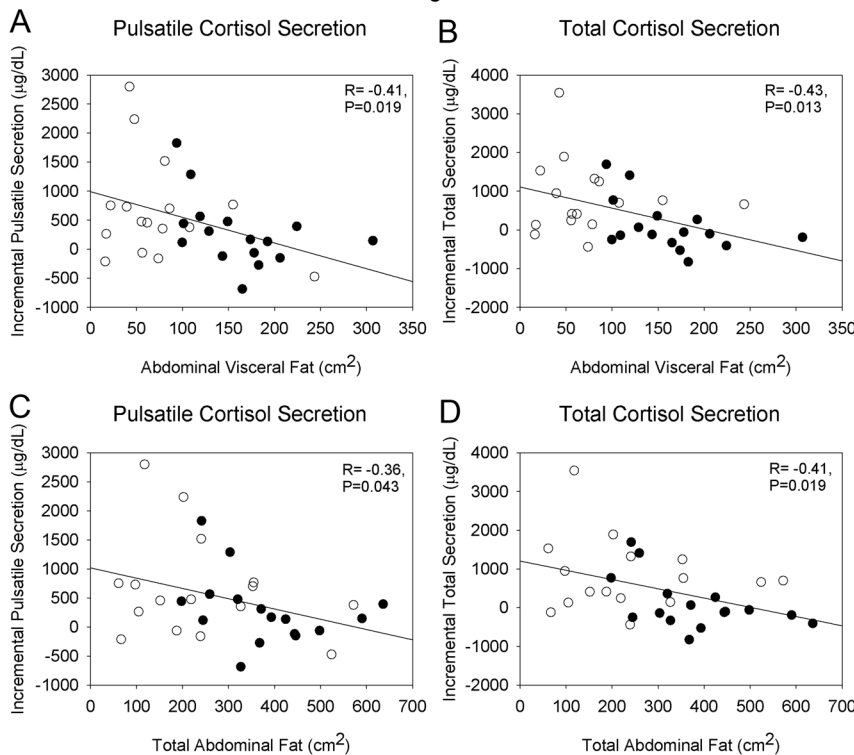 A
Pulsatile Cortisol Secretion
Incremental Pulsatile Secretion (μg/dL)
3000
2500
2000
1500
1000
500
0
-500
-1000
R= -0.41,
P=0.019
0 50 100 150 200 250 300 350
Abdominal Visceral Fat (cm²)
B
Total Cortisol Secretion
Incremental Total Secretion (μg/dL)
4000
3000
2000
1000
0
-1000
-2000
R= -0.43,
P=0.013
0 50 100 150 200 250 300 350
Abdominal Visceral Fat (cm²)
C
Pulsatile Cortisol Secretion
Incremental Pulsatile Secretion (μg/dL)
3000
2500
2000
1500
1000
500
0
-500
-1000
R= -0.36,
P=0.043
0 100 200 300 400 500 600 700
Total Abdominal Fat (cm²)
D
Total Cortisol Secretion
Incremental Total Secretion (μg/dL)
4000
3000
2000
1000
0
-1000
-2000
R= -0.41,
P=0.019
0 100 200 300 400 500 600 700
Total Abdominal Fat (cm²)